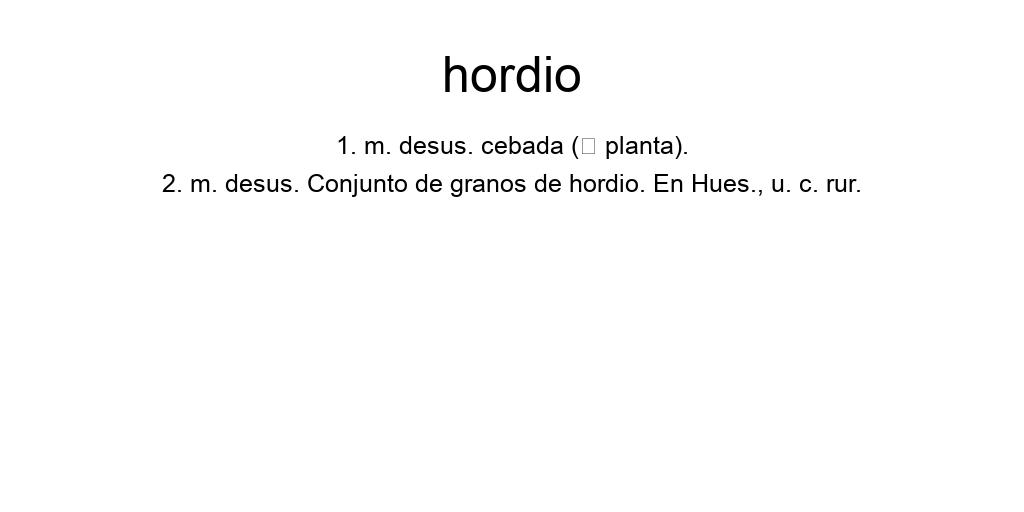 hordio
1. m. desus. cebada (▯ planta).
2. m. desus. Conjunto de granos de hordio. En Hues., u. c. rur.